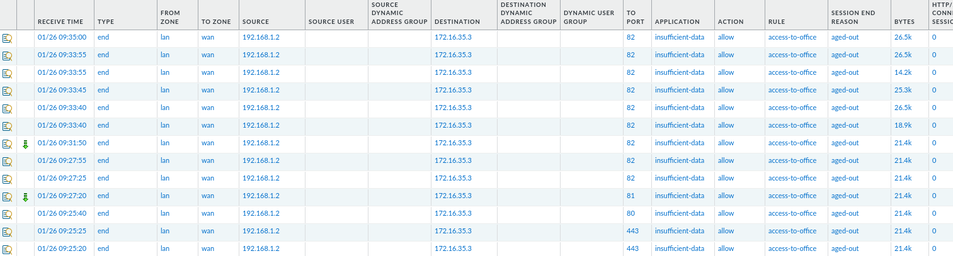 RECEIVE TIME TYPE FROM ZONE TO ZONE SOURCE SOURCE USER SOURCE DYNAMIC ADDRESS GROUP DESTINATION DESTINATION DYNAMIC ADDRESS GROUP DYNAMIC USER GROUP TO PORT APPLICATION ACTION RULE SESSION END REASON BYTES HTTP/
01/26 09:35:00 end lan wan 192.168.1.2 172.16.35.3 82 insufficient-data allow access-to-office aged-out 26.5k 0
01/26 09:33:55 end lan wan 192.168.1.2 172.16.35.3 82 insufficient-data allow access-to-office aged-out 26.5k 0
01/26 09:33:55 end lan wan 192.168.1.2 172.16.35.3 82 insufficient-data allow access-to-office aged-out 14.2k 0
01/26 09:33:45 end lan wan 192.168.1.2 172.16.35.3 82 insufficient-data allow access-to-office aged-out 25.3k 0
01/26 09:33:40 end lan wan 192.168.1.2 172.16.35.3 82 insufficient-data allow access-to-office aged-out 26.5k 0
01/26 09:33:40 end lan wan 192.168.1.2 172.16.35.3 82 insufficient-data allow access-to-office aged-out 18.9k 0
01/26 09:31:50 end lan wan 192.168.1.2 172.16.35.3 82 insufficient-data allow access-to-office aged-out 21.4k 0
01/26 09:27:55 end lan wan 192.168.1.2 172.16.35.3 82 insufficient-data allow access-to-office aged-out 21.4k 0
01/26 09:27:25 end lan wan 192.168.1.2 172.16.35.3 82 insufficient-data allow access-to-office aged-out 21.4k 0
01/26 09:27:20 end lan wan 192.168.1.2 172.16.35.3 81 insufficient-data allow access-to-office aged-out 21.4k 0
01/26 09:25:40 end lan wan 192.168.1.2 172.16.35.3 80 insufficient-data allow access-to-office aged-out 21.4k 0
01/26 09:25:25 end lan wan 192.168.1.2 172.16.35.3 443 insufficient-data allow access-to-office aged-out 21.4k 0
01/26 09:25:20 end lan wan 192.168.1.2 172.16.35.3 443 insufficient-data allow access-to-office aged-out 21.4k 0